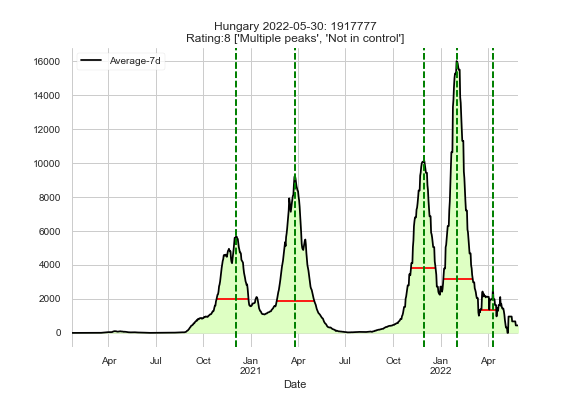 Hungary 2022-05-30: 1917777
Rating:8 ['Multiple peaks', 'Not in control']
Average-7d
16000
14000
12000
10000
8000
6000
4000
2000
0
Apr Jul Oct Jan Apr Jul Oct Jan Apr
2021 2022
Date